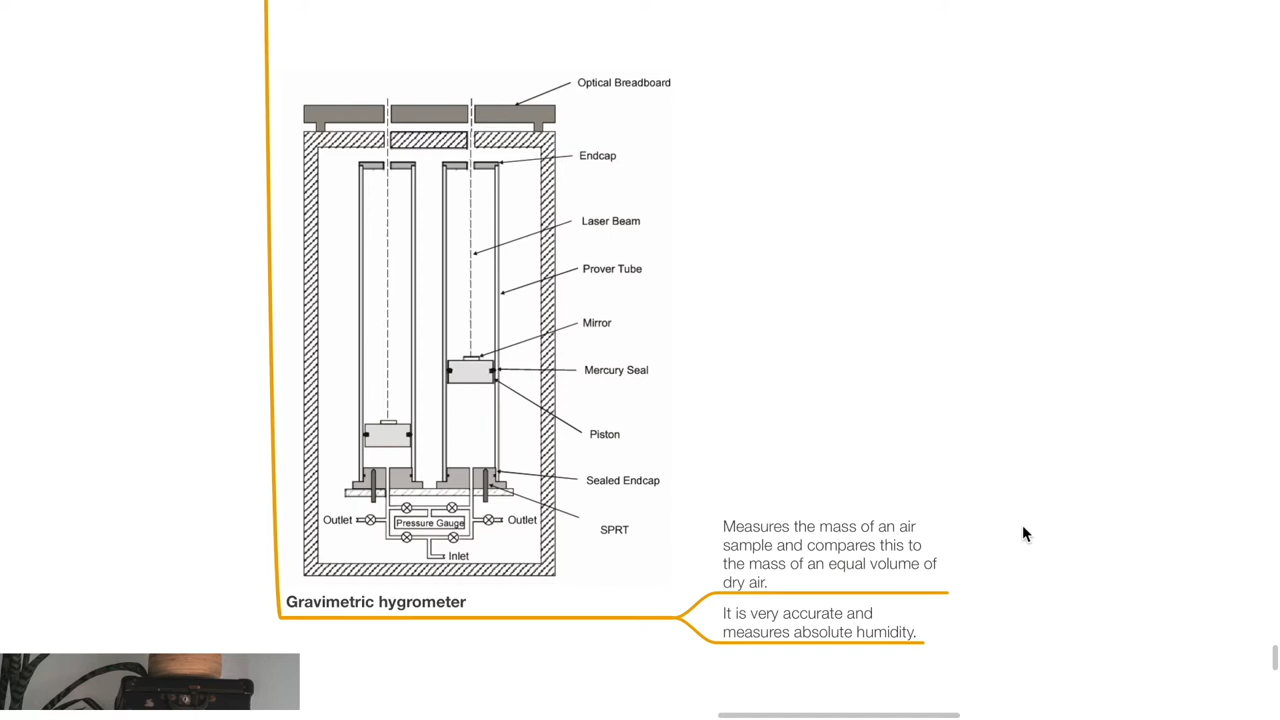 Optical Breadboard
Endcap
Laser Beam
Prover Tube
Mirror
Mercury Seal
Piston
Sealed Endcap
SPRT
Outlet
Pressure Gauge
Outlet
Inlet
Gravimetric hygrometer
Measures the mass of an air
sample and compares this to
the mass of an equal volume of
dry air.
It is very accurate and
measures absolute humidity.